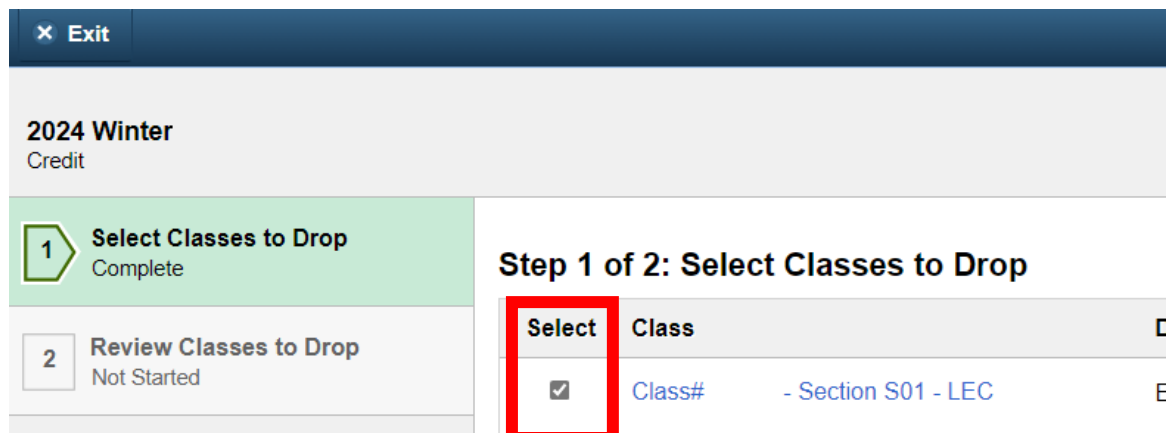 Exit
2024 Winter
Credit
1
Select Classes to Drop
Complete
2
Review Classes to Drop
Not Started
Step 1 of 2: Select Classes to Drop
Select Class
Class# - Section S01 - LEC